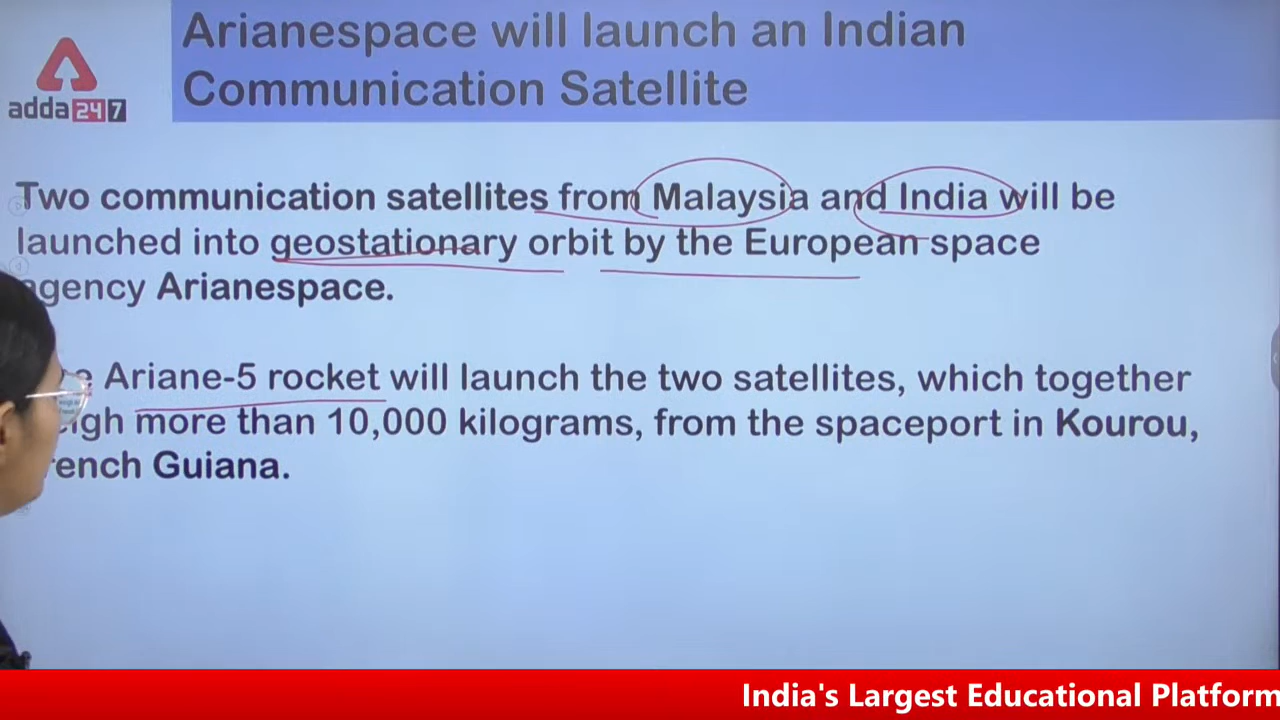 Arianespace will launch an Indian
Communication Satellite
adda247
Two communication satellites from Malaysia and India will be
launched into geostationary orbit by the European space
agency Arianespace.
Ariane-5 rocket will launch the two satellites, which together
more than 10,000 kilograms, from the spaceport in Kourou,
French Guiana.
India's Largest Educational Platform